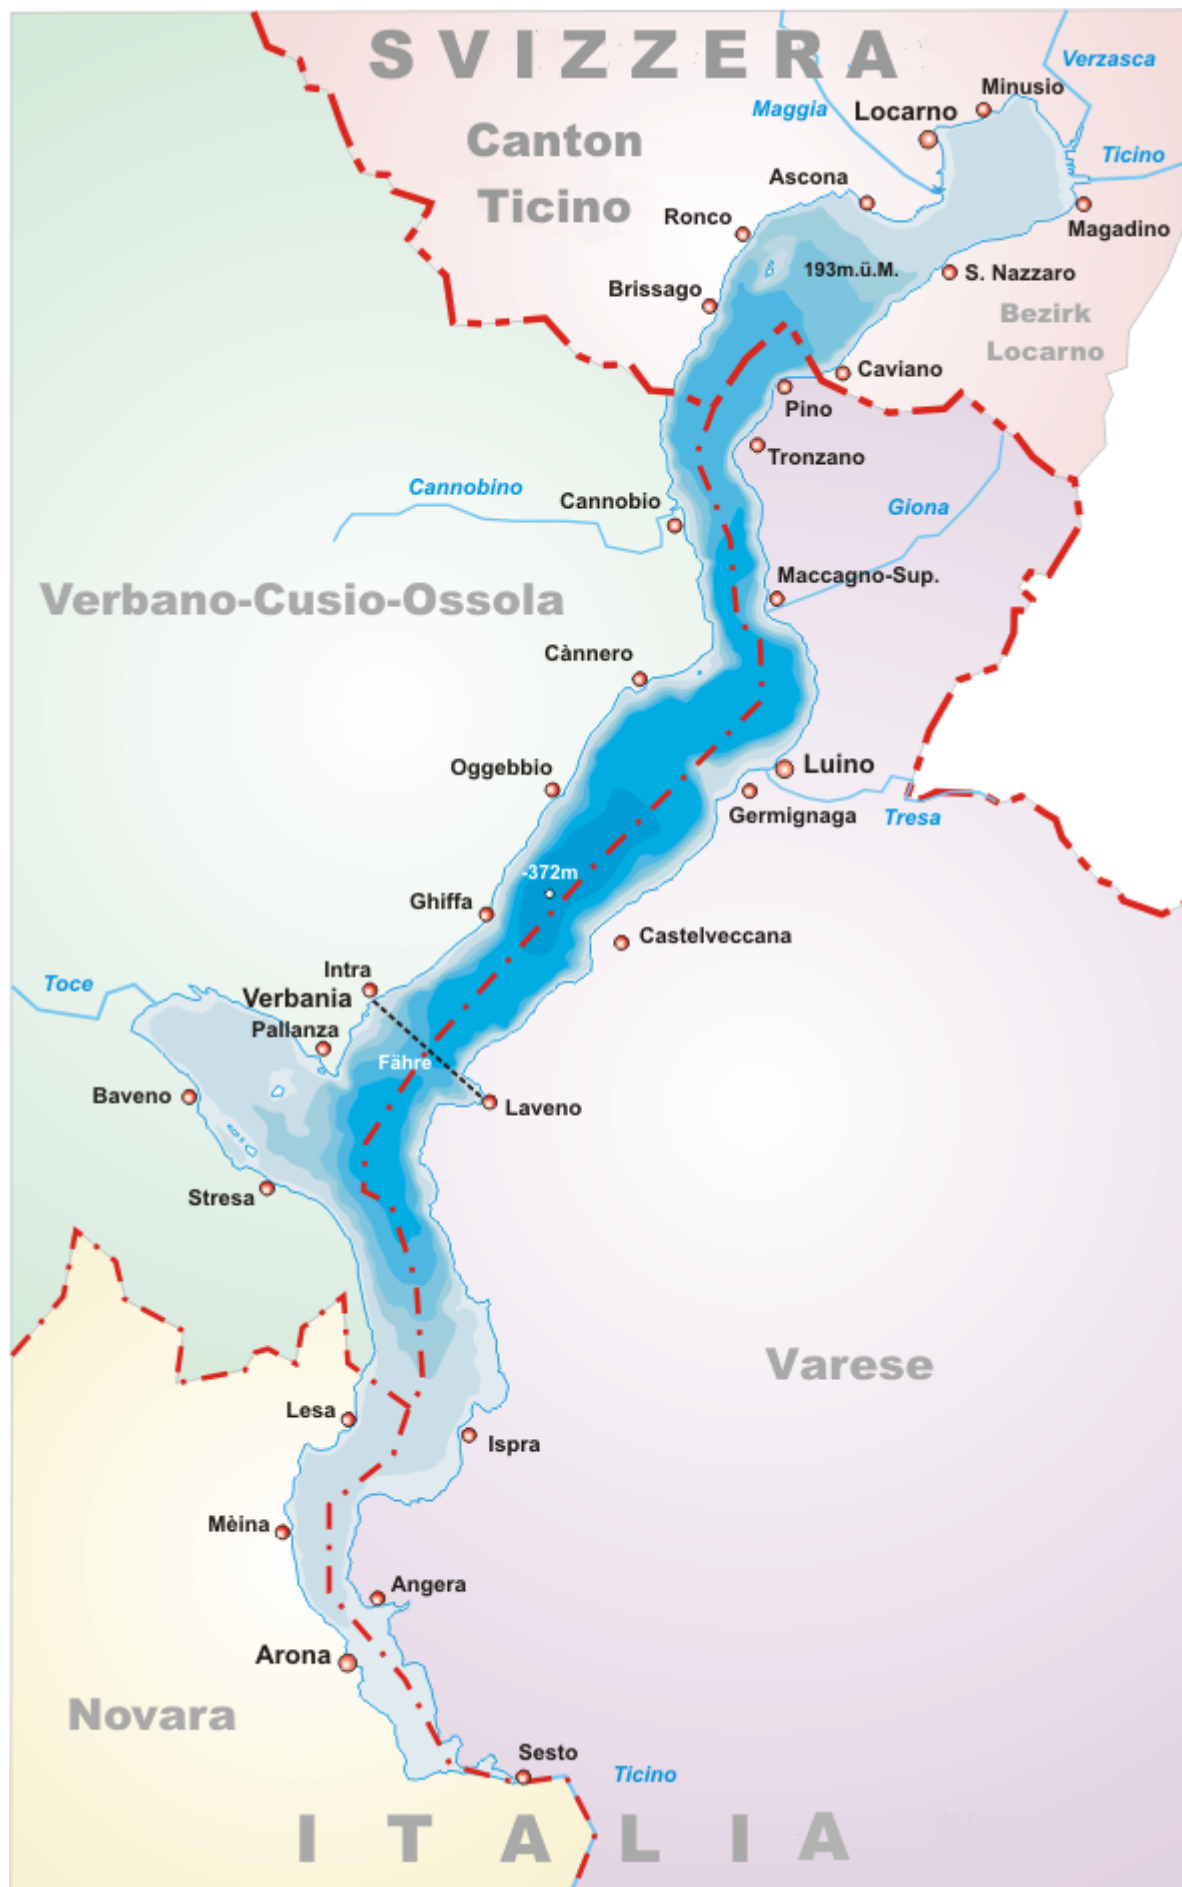 SVIZZERA
Verzasca
Minusio
Maggia
Locarno
Canton
Ticino
Ticino
Ascona
Ronco
Magadino
193m.ü.M.
S. Nazzaro
Brissago
Bezirk
Locarno
Caviano
Pino
Tronzano
Cannobino
Cannobio
Giona
Maccagno-Sup.
Verbano-Cusio-Ossola
Cànnero
Oggebbio
Luino
Germignaga
Tresa
-372m
Ghiffa
Castelveccana
Intra
Toce
Verbania
Pallanza
Fähre
Baveno
Laveno
Stresa
Varese
Lesa
Ispra
Mèina
Angera
Arona
Novara
Sesto
Ticino
ITALIA